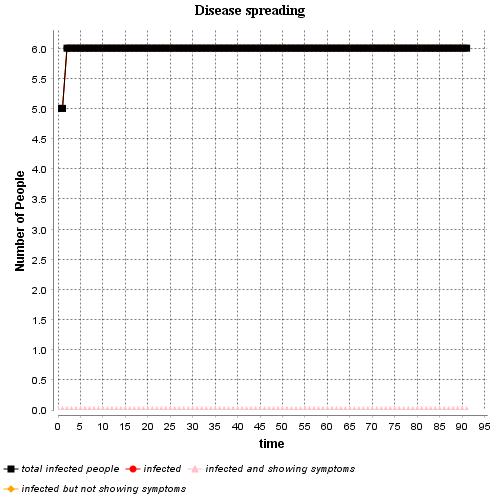 Disease spreading
Number of People
6.0
5.5
5.0
4.5
4.0
3.5
3.0
2.5
2.0
1.5
1.0
0.5
0.0
0 5 10 15 20 25 30 35 40 45 50 55 60 65 70 75 80 85 90 95
time
total infected people infected infected and showing symptoms
infected but not showing symptoms